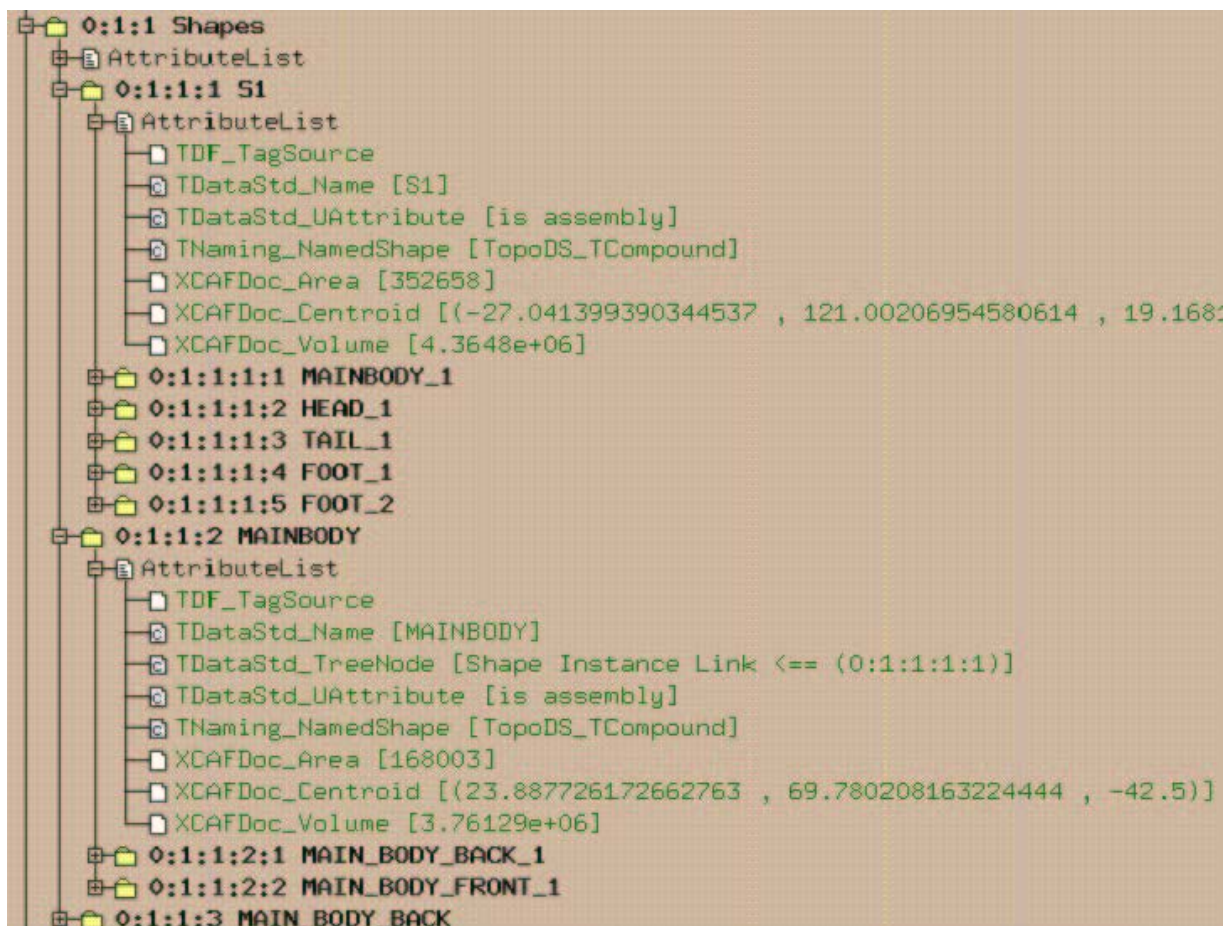 0:1:1 Shapes
AttributeList
0:1:1:1 S1
AttributeList
TDF_TagSource
TDataStd_Name [S1]
TDataStd_UAttribute [is assembly]
TNaming_NamedShape [TopoDS_TCompound]
XCAFDoc_Area [352658]
XCAFDoc_Centroid [(-27.041399390344537 , 121.00206954580614 , 19.1681
XCAFDoc_Volume [4.3648e+06]
0:1:1:1:1 MAINBODY_1
0:1:1:1:2 HEAD_1
0:1:1:1:3 TAIL_1
0:1:1:1:4 FOOT_1
0:1:1:1:5 FOOT_2
0:1:1:2 MAINBODY
AttributeList
TDF_TagSource
TDataStd_Name [MAINBODY]
TDataStd_TreeNode [Shape Instance Link <== (0:1:1:1:1)]
TDataStd_UAttribute [is assembly]
TNaming_NamedShape [TopoDS_TCompound]
XCAFDoc_Area [168003]
XCAFDoc_Centroid [(23.887726172662763 , 69.780208163224444 , -42.5)]
XCAFDoc_Volume [3.76129e+06]
0:1:1:2:1 MAIN_BODY_BACK_1
0:1:1:2:2 MAIN_BODY_FRONT_1
0:1:1:3 MAIN_BODY_BACK